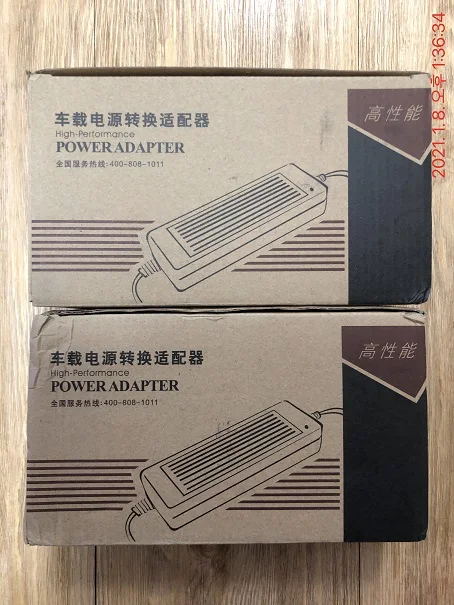 2021.1.8. 오후 1:36:34
车载电源转换适配器
High-Performance
POWER ADAPTER
全国服务热线:400-808-1011
高性能
车载电源转换适配器
High-Performance
POWER ADAPTER
全国服务热线:400-808-1011
高性能